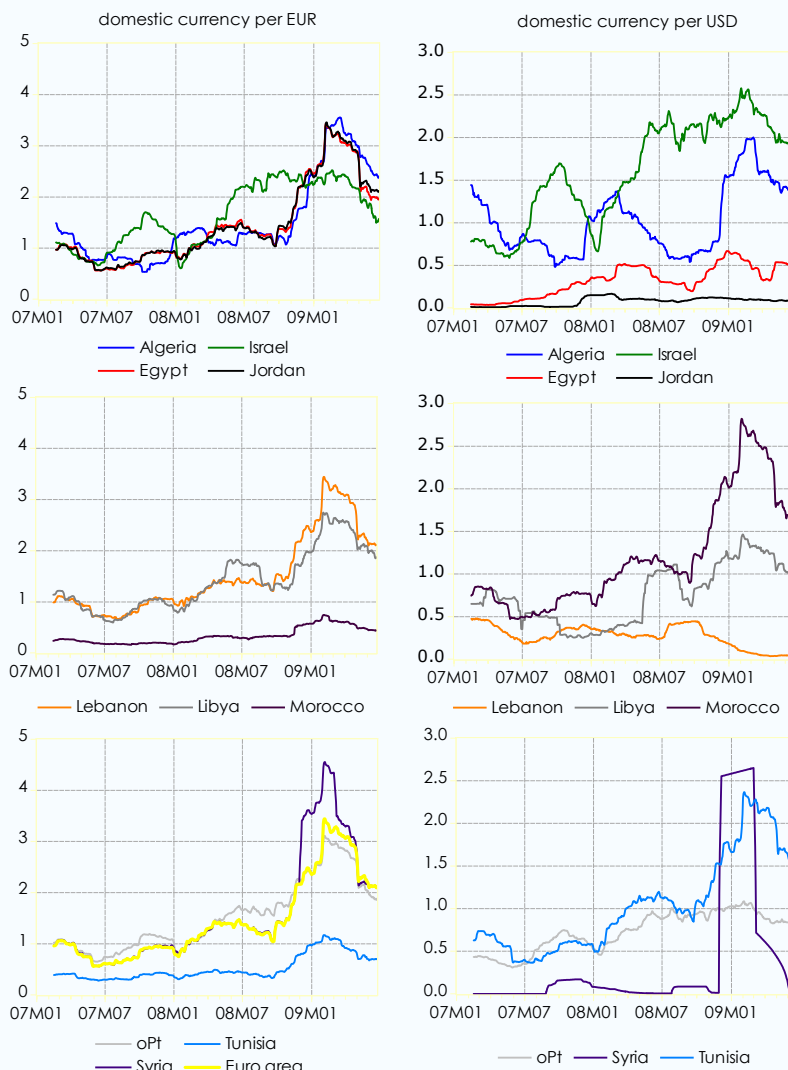 domestic currency per EUR
5
4
3
2
1
0
07M01 07M07 08M01 08M07 09M01
Algeria Israel
Egypt Jordan
domestic currency per USD
3.0
2.5
2.0
1.5
1.0
0.5
0.0
07M01 07M07 08M01 08M07 09M01
Algeria Israel
Egypt Jordan
5
4
3
2
1
0
07M01 07M07 08M01 08M07 09M01
Lebanon Libya Morocco
3.0
2.5
2.0
1.5
1.0
0.5
0.0
07M01 07M07 08M01 08M07 09M01
Lebanon Libya Morocco
5
4
3
2
1
0
07M01 07M07 08M01 08M07 09M01
oPt Tunisia
Syria Euro area
3.0
2.5
2.0
1.5
1.0
0.5
0.0
07M01 07M07 08M01 08M07 09M01
oPt Syria Tunisia